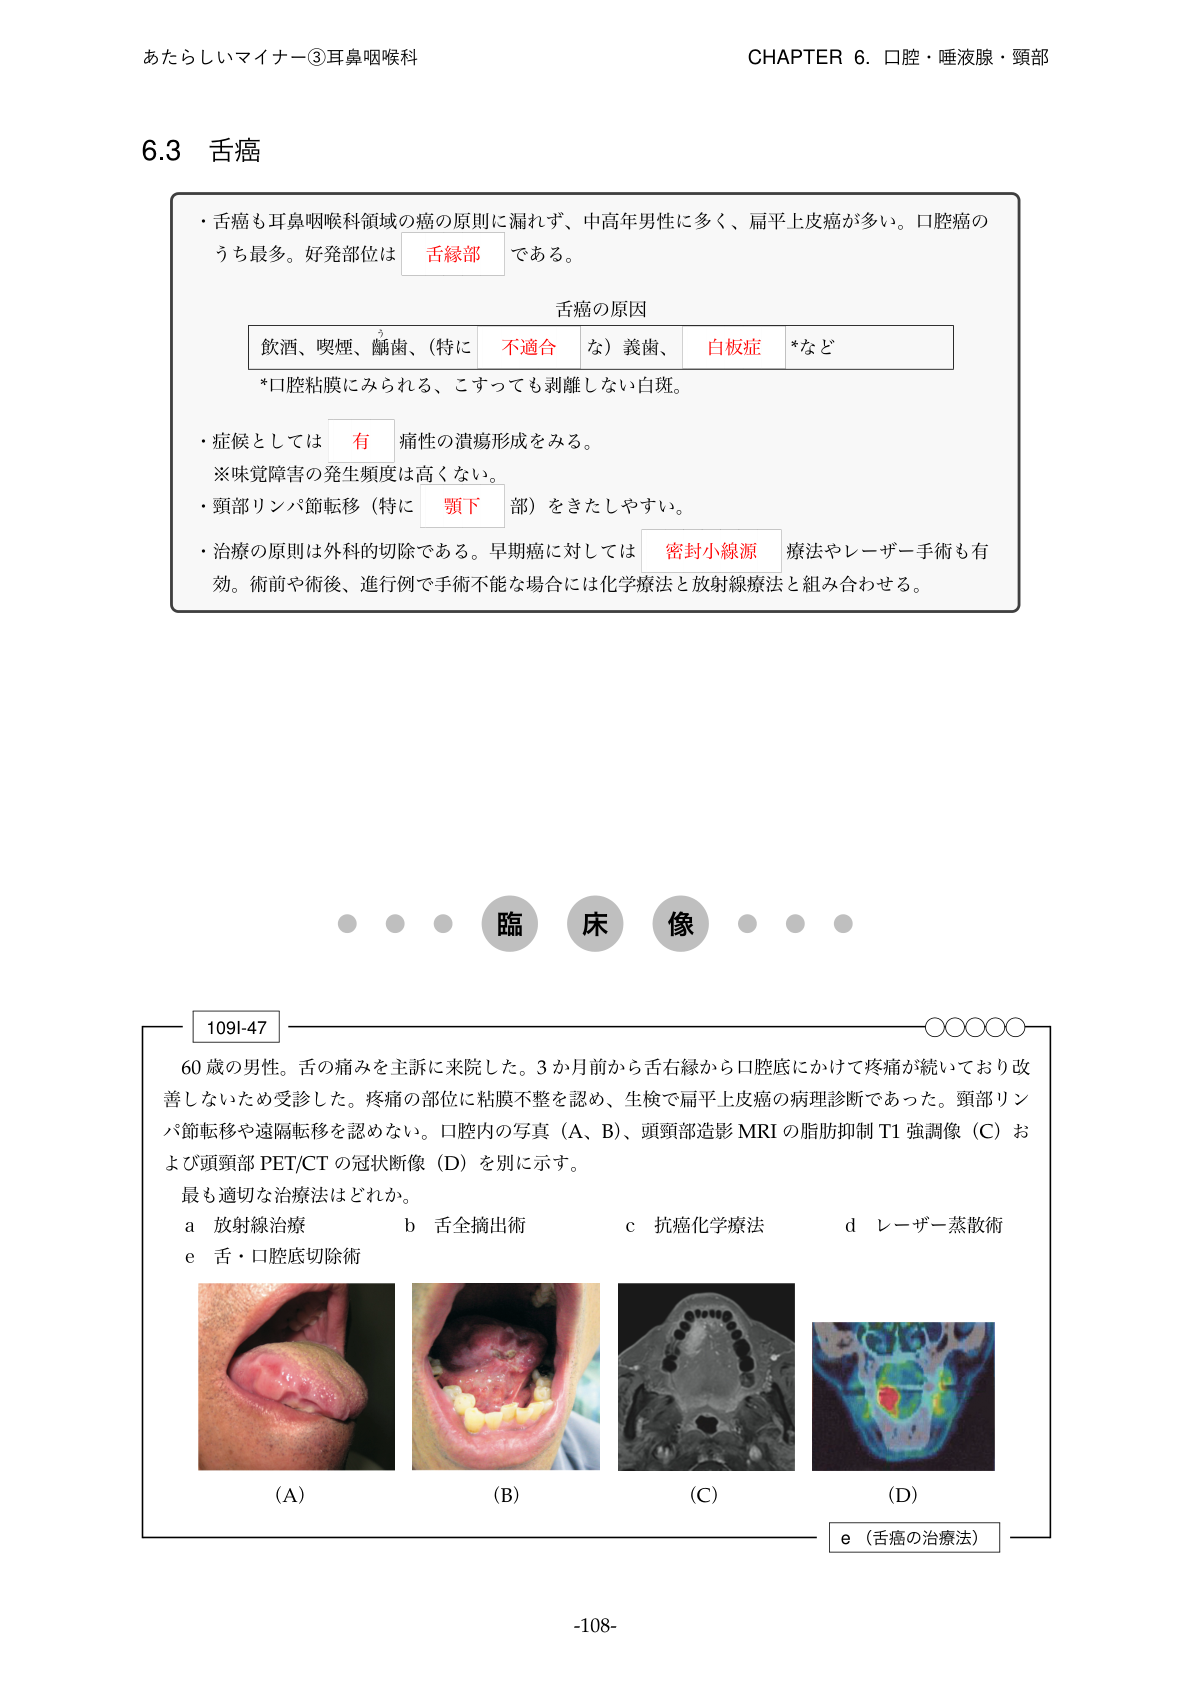 あたらしいマイナー③耳鼻咽喉科 CHAPTER 6. 口腔・唾液腺・頸部
6.3 舌癌
・舌癌も耳鼻咽喉科領域の癌の原則に漏れず、中高年男性に多く、扁平上皮癌が多い。口腔癌の
うち最多。好発部位は 舌縁部 である。
舌癌の原因
う
飲酒、喫煙、齲歯、（特に 不適合 な）義歯、 白板症 *など
*口腔粘膜にみられる、こすっても剥離しない白斑。
・症候としては 有 痛性の潰瘍形成をみる。
※味覚障害の発生頻度は高くない。
・頸部リンパ節転移（特に 顎下 部）をきたしやすい。
・治療の原則は外科的切除である。早期癌に対しては 密封小線源 療法やレーザー手術も有
効。術前や術後、進行例で手術不能な場合には化学療法と放射線療法と組み合わせる。
臨 床 像
109I-47
60 歳の男性。舌の痛みを主訴に来院した。3 か月前から舌右縁から口腔底にかけて疼痛が続いており改
善しないため受診した。疼痛の部位に粘膜不整を認め、生検で扁平上皮癌の病理診断であった。頸部リン
パ節転移や遠隔転移を認めない。口腔内の写真（A、B）、頭頸部造影 MRI の脂肪抑制 T1 強調像（C）お
よび頭頸部 PET/CT の冠状断像（D）を別に示す。
最も適切な治療法はどれか。
a 放射線治療 b 舌全摘出術 c 抗癌化学療法 d レーザー蒸散術
e 舌・口腔底切除術
（A） （B） （C） （D）
e （舌癌の治療法）
-108-